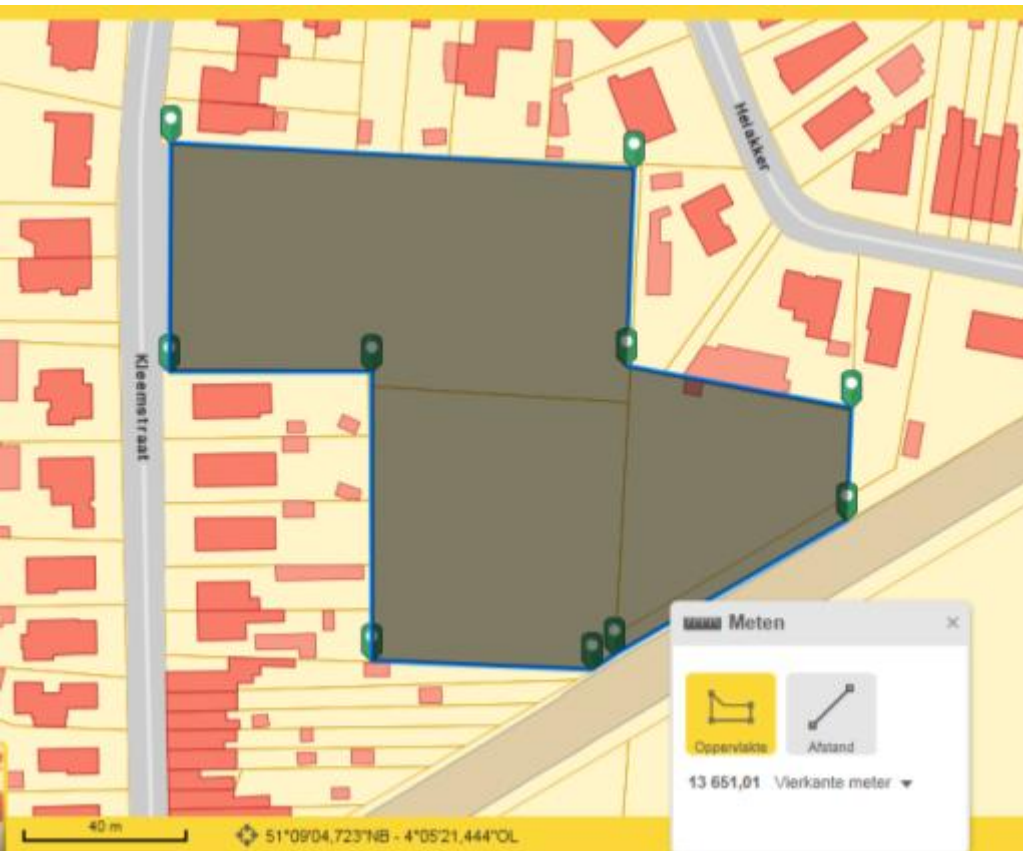 Heiakker
Kleemstraat
Meten
Oppervlakte
Afstand
13 651,01 Vierkante meter
40 m
51°09'04,723"NB - 4°05'21,444"OL